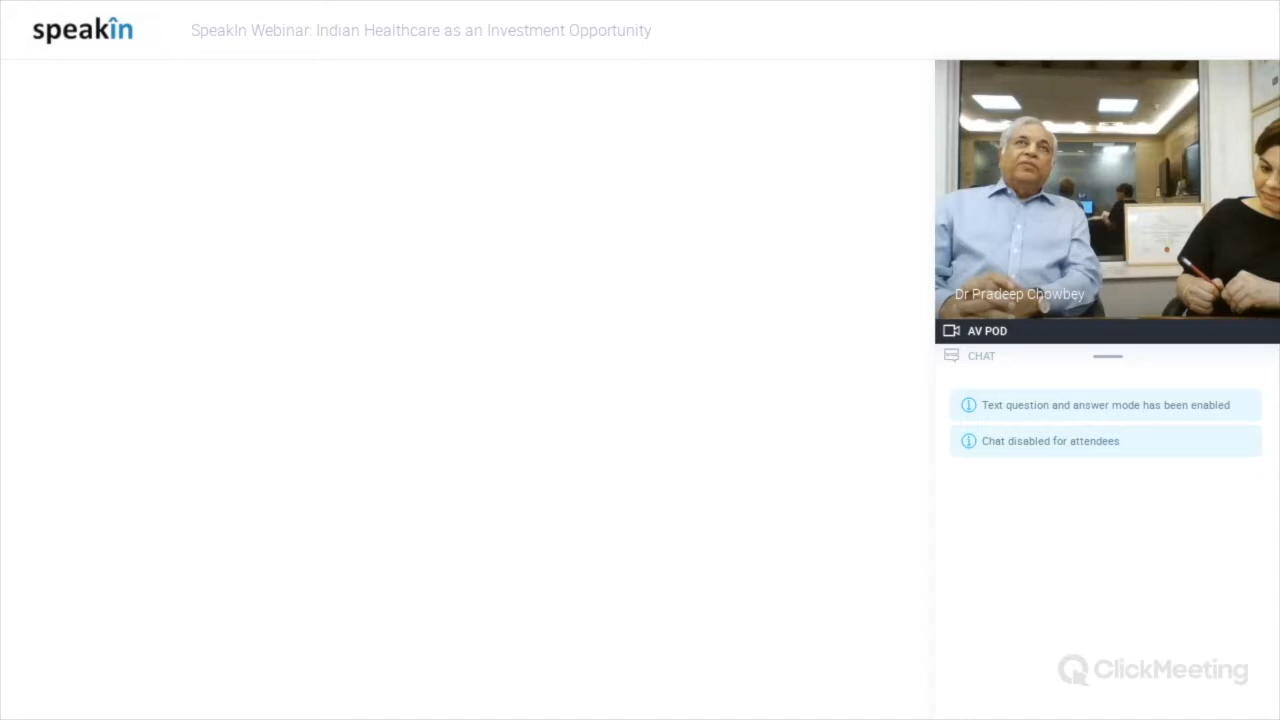 speakin
SpeakIn Webinar: Indian Healthcare as an Investment Opportunity
Dr Pradeep Chowbey
AV POD
CHAT
Text question and answer mode has been enabled
Chat disabled for attendees
ClickMeeting